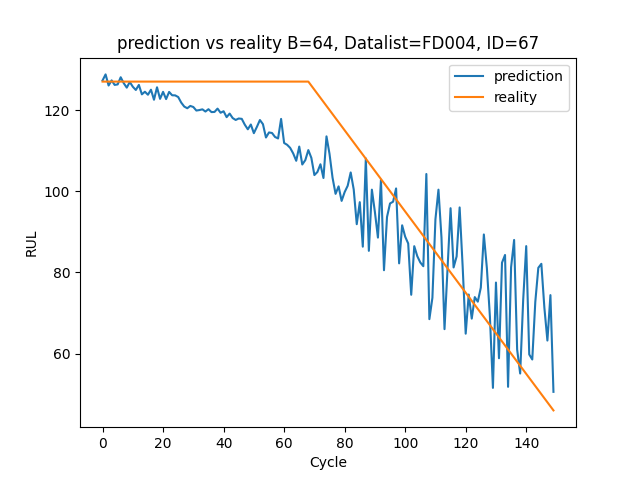 prediction vs reality B=64, Datalist=FD004, ID=67
prediction
reality
120
100
80
60
RUL
0 20 40 60 80 100 120 140
Cycle